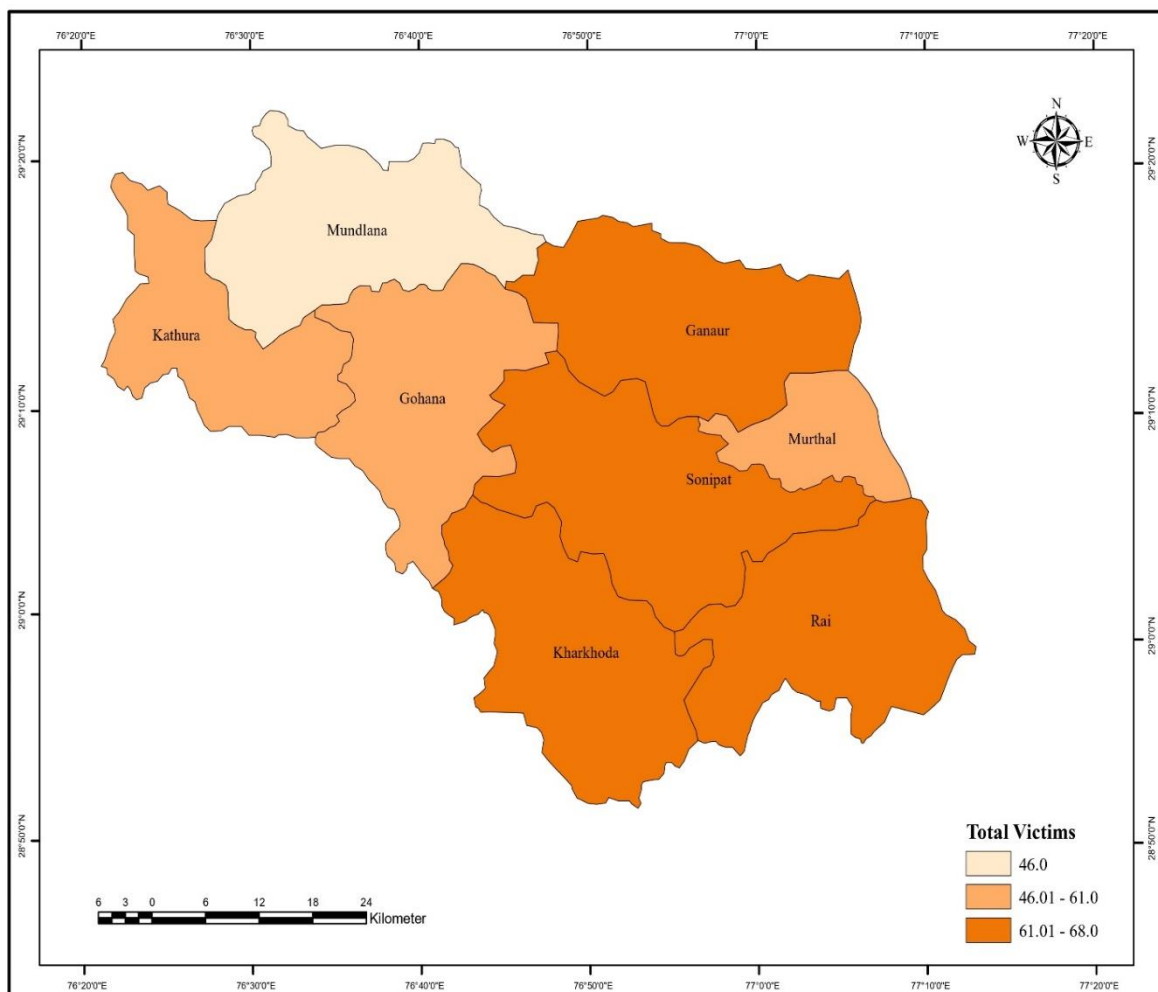 76°20'0"E 76°30'0"E 76°40'0"E 76°50'0"E 77°0'0"E 77°10'0"E 77°20'0"E
N
W E
S
29°20'0"N 29°20'0"N
Mundlana
Ganaur
Kathura
Gohana
29°10'0"N 29°10'0"N
Murthal
Sonipat
29°0'0"N 29°0'0"N
Rai
Kharkhoda
Total Victims
28°50'0"N 28°50'0"N
46.0
46.01 - 61.0
61.01 - 68.0
6 3 0 6 12 18 24
Kilometer
76°20'0"E 76°30'0"E 76°40'0"E 76°50'0"E 77°0'0"E 77°10'0"E 77°20'0"E